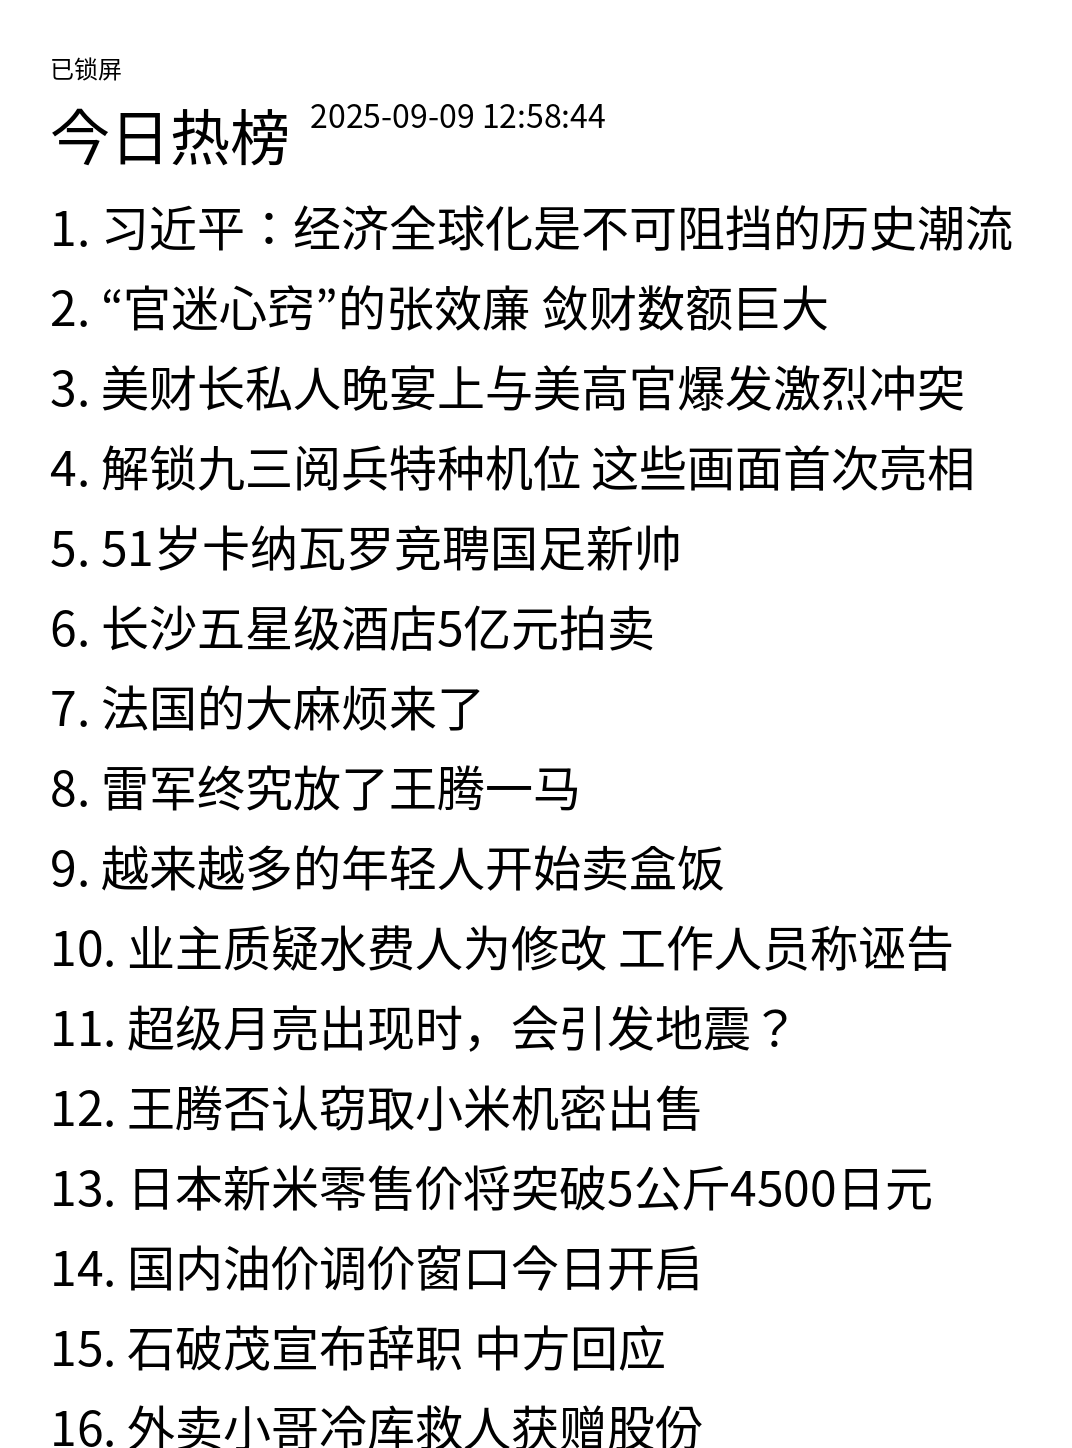 已锁屏
今日热榜 2025-09-09 12:58:44
1. 习近平：经济全球化是不可阻挡的历史潮流
2. “官迷心窍”的张效廉 敛财数额巨大
3. 美财长私人晚宴上与美高官爆发激烈冲突
4. 解锁九三阅兵特种机位 这些画面首次亮相
5. 51岁卡纳瓦罗竞聘国足新帅
6. 长沙五星级酒店5亿元拍卖
7. 法国的大麻烦来了
8. 雷军终究放了王腾一马
9. 越来越多的年轻人开始卖盒饭
10. 业主质疑水费人为修改 工作人员称诬告
11. 超级月亮出现时，会引发地震？
12. 王腾否认窃取小米机密出售
13. 日本新米零售价将突破5公斤4500日元
14. 国内油价调价窗口今日开启
15. 石破茂宣布辞职 中方回应
16. 外卖小哥冷库救人获赠股份